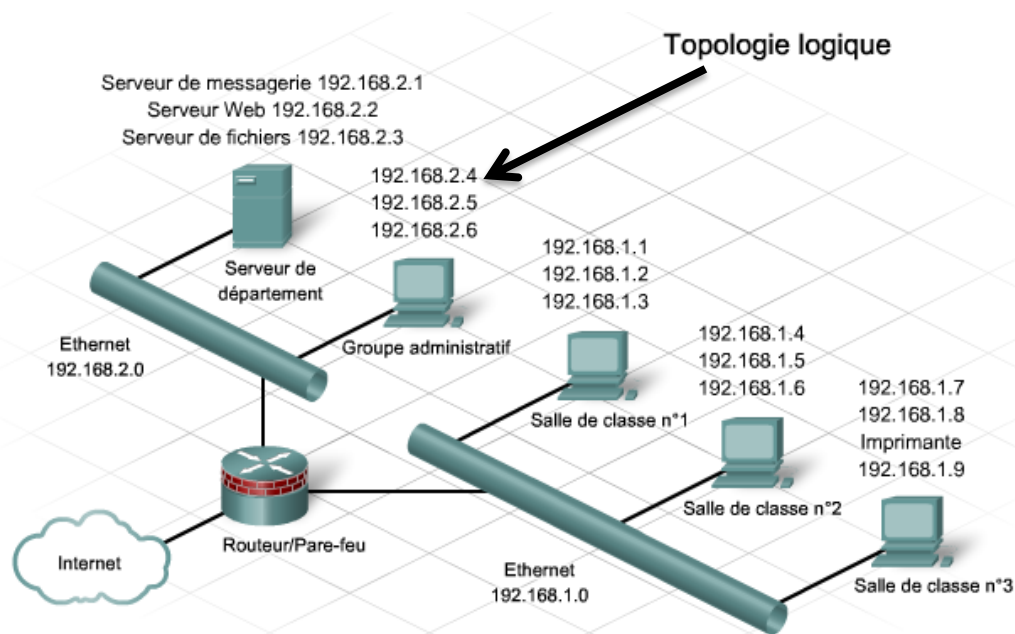 Topologie logique
Serveur de messagerie 192.168.2.1
Serveur Web 192.168.2.2
Serveur de fichiers 192.168.2.3
192.168.2.4
192.168.2.5
192.168.2.6
Serveur de
département
192.168.1.1
192.168.1.2
192.168.1.3
Ethernet
192.168.2.0
Groupe administratif
192.168.1.4
192.168.1.5
192.168.1.6
Salle de classe n°1
192.168.1.7
192.168.1.8
Imprimante
192.168.1.9
Salle de classe n°2
Routeur/Pare-feu
Internet
Ethernet
192.168.1.0
Salle de classe n°3